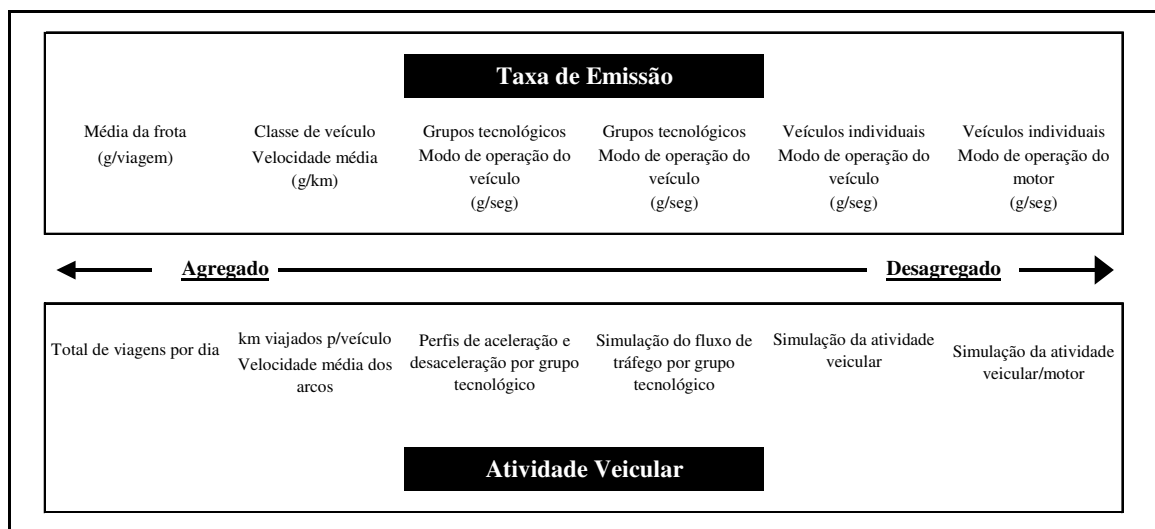 Taxa de Emissão
Média da frota
(g/viagem)
Classe de veículo
Velocidade média
(g/km)
Grupos tecnológicos
Modo de operação do
veículo
(g/seg)
Grupos tecnológicos
Modo de operação do
veículo
(g/seg)
Veículos individuais
Modo de operação do
veículo
(g/seg)
Veículos individuais
Modo de operação do
motor
(g/seg)
Agregado
Desagregado
Total de viagens por dia
km viajados p/veículo
Velocidade média dos
arcos
Perfis de aceleração e
desaceleração por grupo
tecnológico
Simulação do fluxo de
tráfego por grupo
tecnológico
Simulação da atividade
veicular
Simulação da atividade
veicular/motor
Atividade Veicular